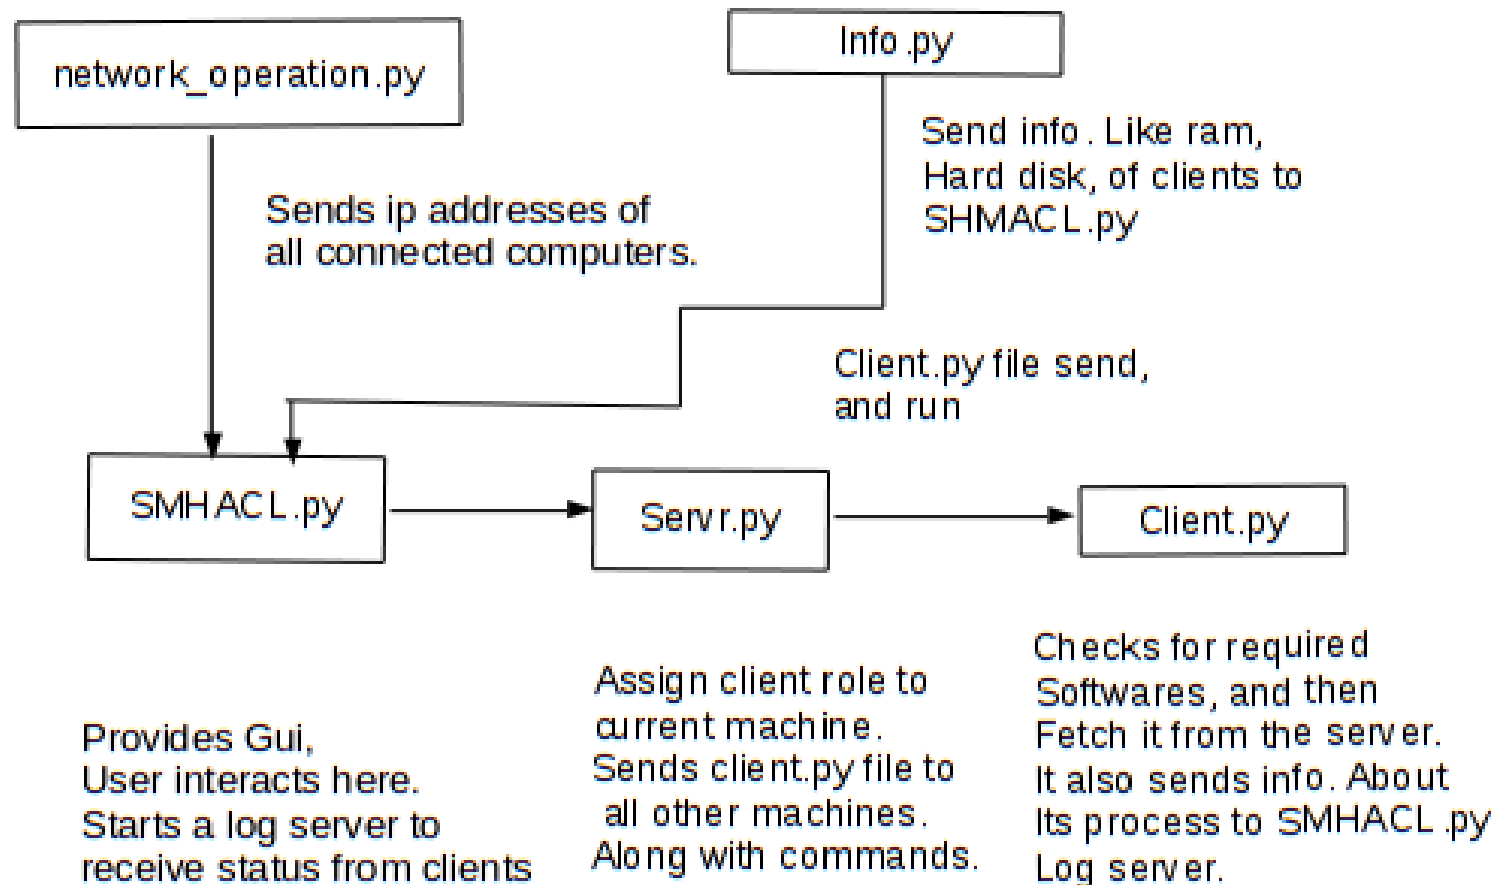 network_operation.py
Info.py
Send info. Like ram,
Hard disk, of clients to
SHMACL.py
Sends ip addresses of
all connected computers.
Client.py file send,
and run
SMHACL.py
Servr.py
Client.py
Provides Gui,
User interacts here.
Starts a log server to
receive status from clients
Assign client role to
current machine.
Sends client.py file to
all other machines.
Along with commands.
Checks for required
Softwares, and then
Fetch it from the server.
It also sends info. About
Its process to SMHACL.py
Log server.